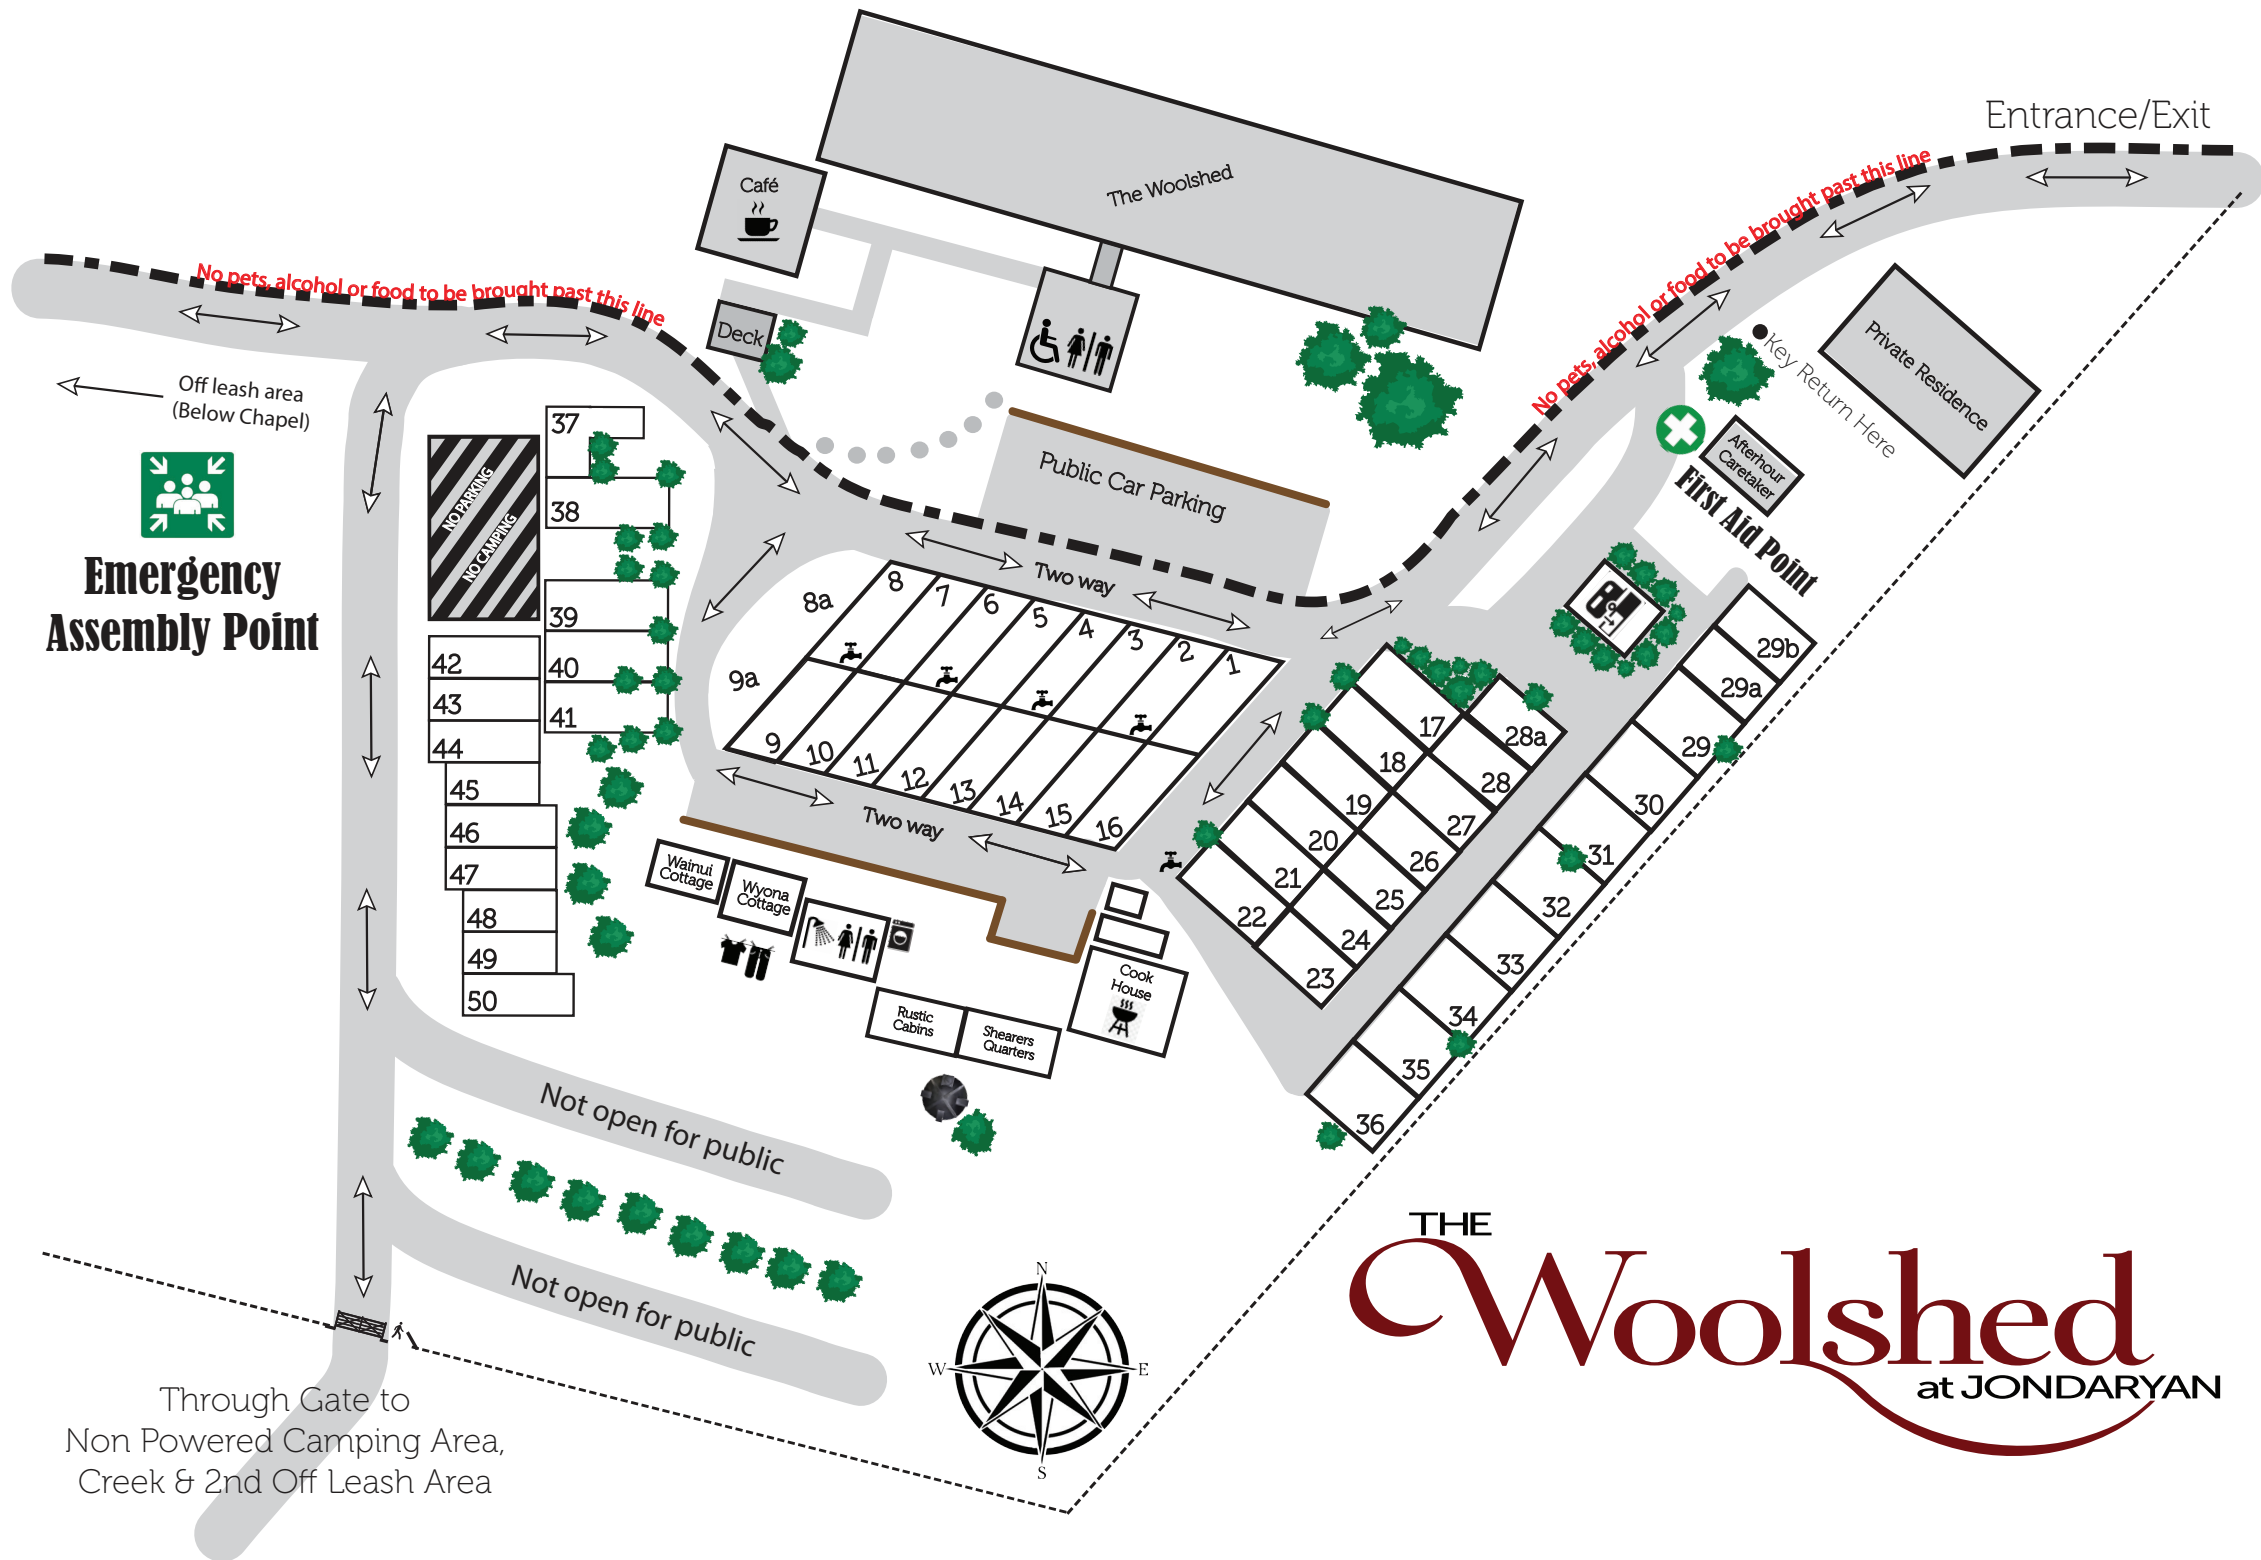 Entrance/Exit
No pets, alcohol or food to be brought past this line
The Woolshed
Café
Deck
No pets, alcohol or food to be brought past this line
Off leash area
(Below Chapel)
Emergency
Assembly Point
Key Return Here
Private Residence
Afterhour
Caretaker
First Aid Point
Public Car Parking
NO PARKING
NO CAMPING
Two way
37
38
39
40
41
42
43
44
45
46
47
48
49
50
8a
8
7
6
5
4
3
2
1
9a
9
10
11
12
13
14
15
16
Two way
17
18
19
20
21
22
28a
28
27
26
25
24
23
29b
29a
29
30
31
32
33
34
35
36
Wainui
Cottage
Wyona
Cottage
Rustic
Cabins
Shearers
Quarters
Cook
House
Not open for public
Not open for public
N
W
E
S
Through Gate to
Non Powered Camping Area,
Creek & 2nd Off Leash Area
THE
Woolshed
at JONDARYAN